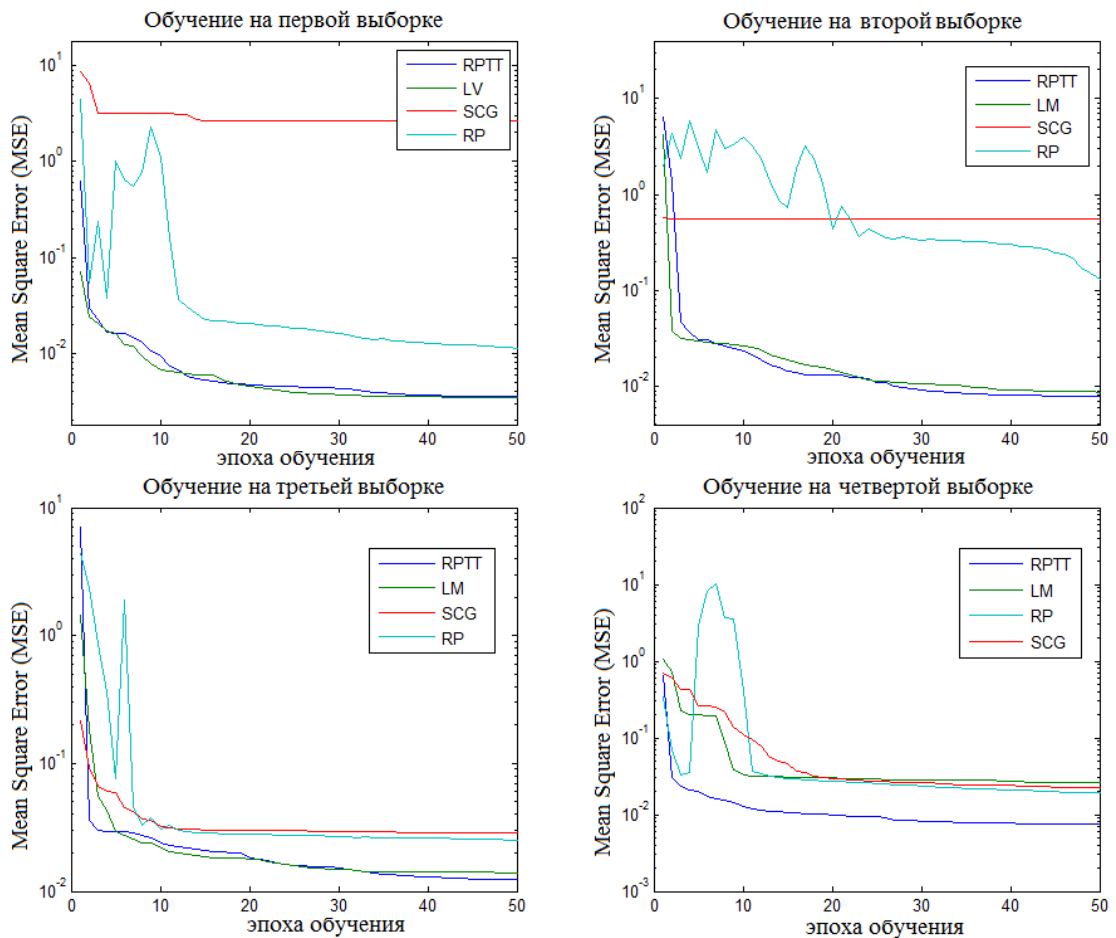 Обучение на первой выборке
Mean Square Error (MSE)
10^1
10^0
10^-1
10^-2
RPTT
LV
SCG
RP
0 10 20 30 40 50
эпоха обучения
Обучение на второй выборке
Mean Square Error (MSE)
10^1
10^0
10^-1
10^-2
RPTT
LM
SCG
RP
0 10 20 30 40 50
эпоха обучения
Обучение на третьей выборке
Mean Square Error (MSE)
10^1
10^0
10^-1
10^-2
RPTT
LM
SCG
RP
0 10 20 30 40 50
эпоха обучения
Обучение на четвертой выборке
Mean Square Error (MSE)
10^2
10^1
10^0
10^-1
10^-2
10^-3
RPTT
LM
RP
SCG
0 10 20 30 40 50
эпоха обучения